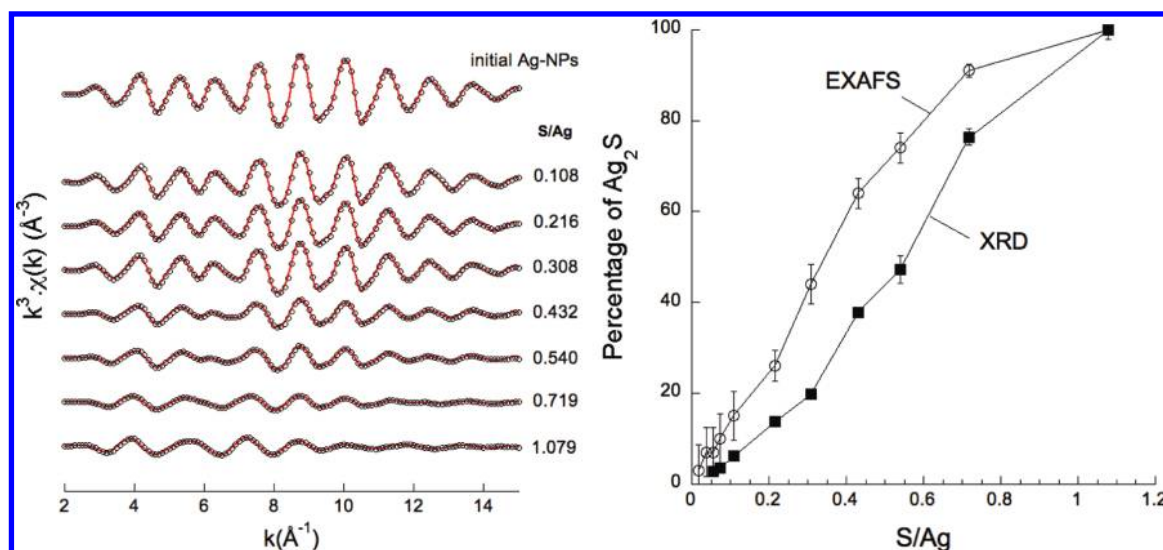 initial Ag-NPs
S/Ag
0.108
0.216
0.308
0.432
0.540
0.719
1.079
k³.χ(k) (Å⁻³)
2 4 6 8 10 12 14
k(Å⁻¹)
100
80
60
40
20
0
Percentage of Ag₂S
EXAFS
XRD
0 0.2 0.4 0.6 0.8 1 1.2
S/Ag